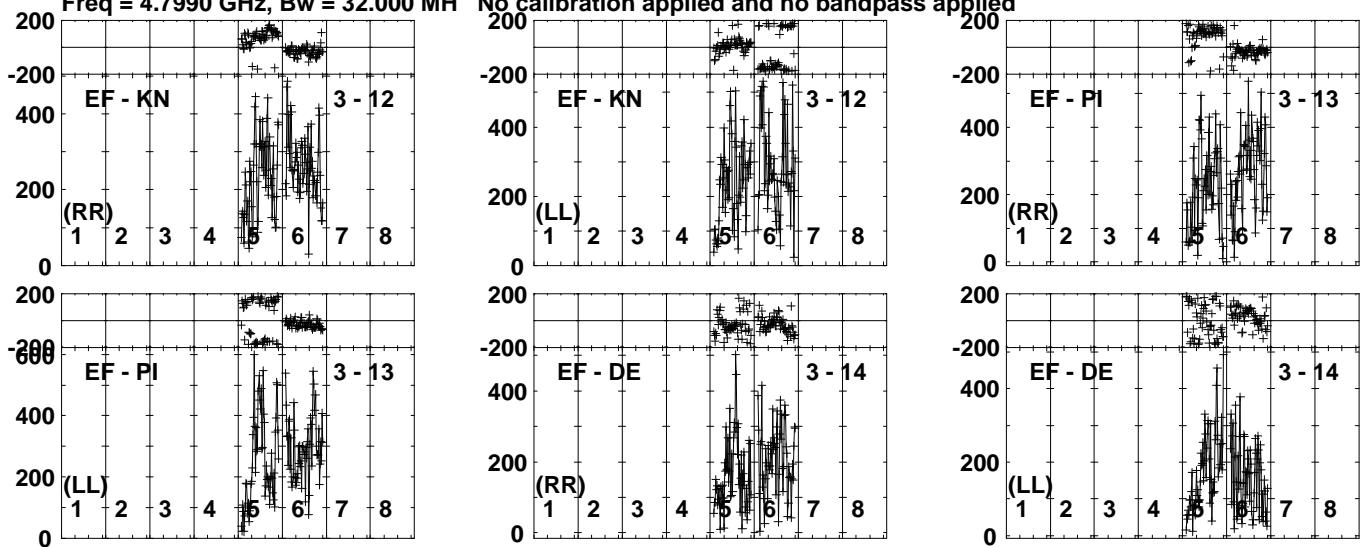 Freq = 4.7990 GHz, Bw = 32.000 MH   No calibration applied and no bandpass applied
200 200 200
-200 -200 -200
EF - KN 3 - 12 EF - KN 3 - 12 EF - PI 3 - 13
400 400 400
200 200 200
(RR) (LL) (RR)
1 2 3 4 5 6 7 8 1 2 3 4 5 6 7 8 1 2 3 4 5 6 7 8
0 0 0
200 200 200
-200 -200 -200
600
EF - PI 3 - 13 EF - DE 3 - 14 EF - DE 3 - 14
400 400 400
200 200 200
(LL) (RR) (LL)
1 2 3 4 5 6 7 8 1 2 3 4 5 6 7 8 1 2 3 4 5 6 7 8
0 0 0